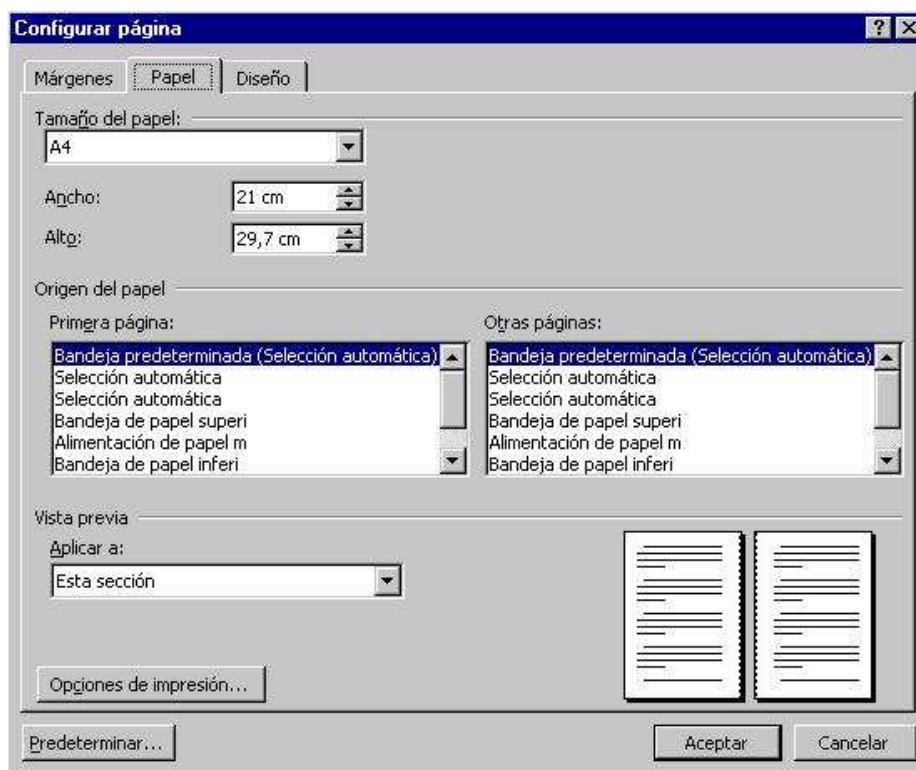 Configurar página
Márgenes Papel Diseño
Tamaño del papel:
A4
Ancho: 21 cm
Alto: 29,7 cm
Origen del papel
Primera página: Otras páginas:
Bandeja predeterminada (Selección automática) Bandeja predeterminada (Selección automática)
Selección automática Selección automática
Selección automática Selección automática
Bandeja de papel superi Bandeja de papel superi
Alimentación de papel m Alimentación de papel m
Bandeja de papel inferi Bandeja de papel inferi
Vista previa
Aplicar a:
Esta sección
Opciones de impresión...
Predeterminar... Aceptar Cancelar